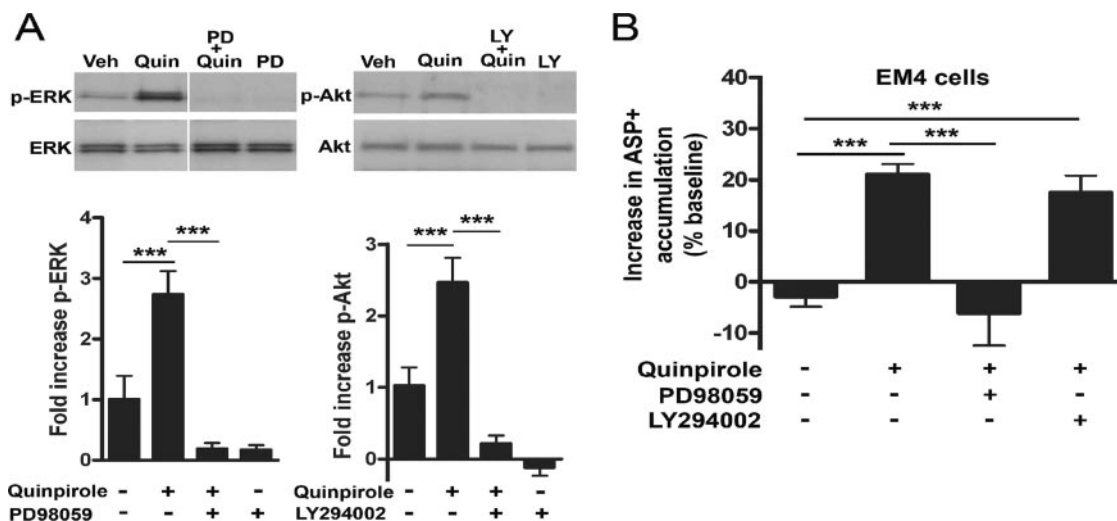 A
PD
+
Veh Quin Quin PD
p-ERK
ERK
LY
+
Veh Quin Quin LY
p-Akt
Akt
Fold increase p-ERK
4
3
2
1
0
***
***
Quinpirole - + + -
PD98059 - - + +
Fold increase p-Akt
3
2
1
0
***
***
Quinpirole - + + -
LY294002 - - + +
B
EM4 cells
Increase in ASP+
accumulation
(% baseline)
40
30
20
10
0
-10
***
***
***
Quinpirole - + + +
PD98059 - - + -
LY294002 - - - +